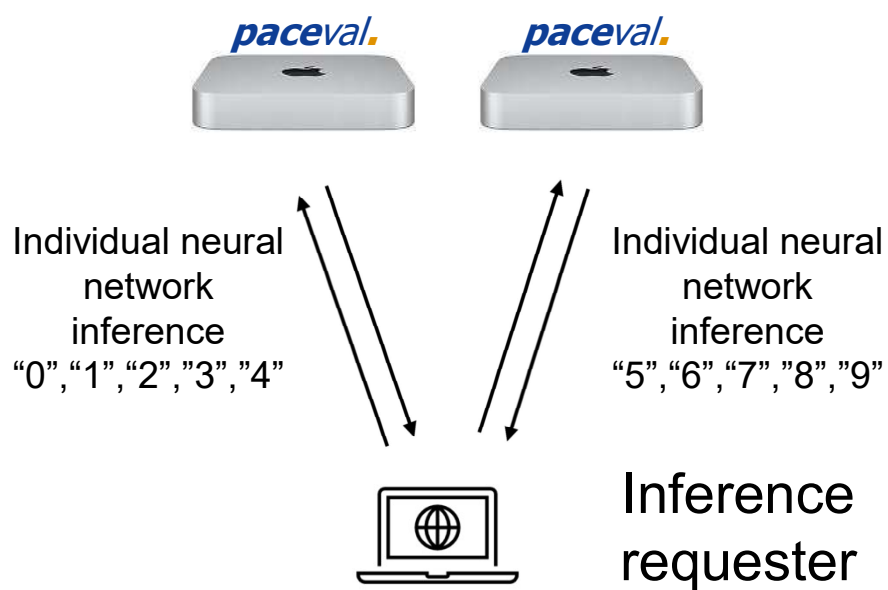 paceval. paceval.
Individual neural
network
inference
“0”,“1”,“2”,”3”,”4”
Individual neural
network
inference
“5”,“6”,“7”,”8”,”9”
Inference
requester